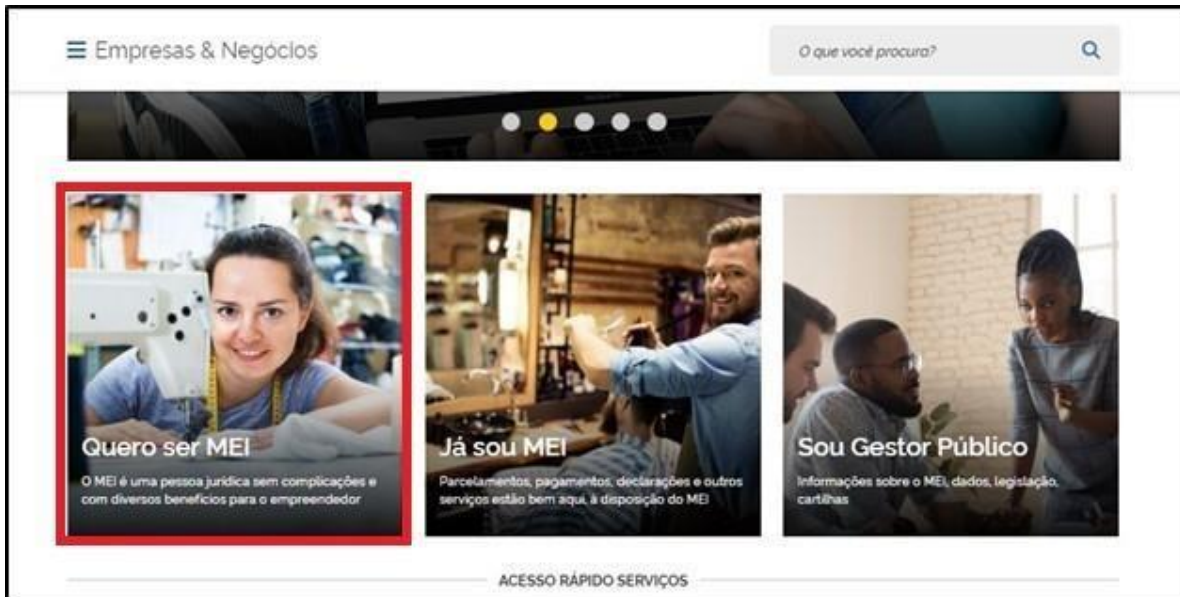 Empresas & Negócios
O que você procura?
Quero ser MEI
O MEI é uma pessoa jurídica sem complicações e
com diversos benefícios para o empreendedor
Já sou MEI
Parcelamentos, pagamentos, declarações e outros
serviços estão bem aqui, à disposição do MEI
Sou Gestor Público
Informações sobre o MEI, dados, legislação,
cartilhas
ACESSO RÁPIDO SERVIÇOS